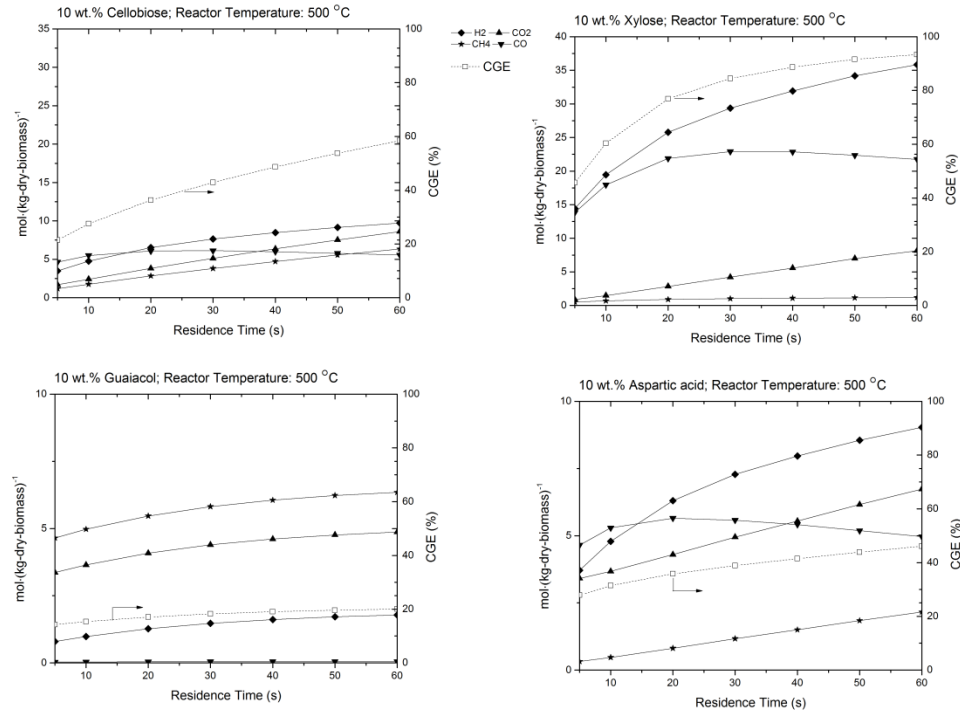 10 wt.% Cellobiose; Reactor Temperature: 500 °C
35
30
25
20
15
10
5
0
mol·(kg-dry-biomass)⁻¹
100
80
60
40
20
0
CGE (%)
10 20 30 40 50 60
Residence Time (s)
H2 CO2
CH4 CO
CGE
10 wt.% Xylose; Reactor Temperature: 500 °C
40
35
30
25
20
15
10
5
0
mol·(kg-dry-biomass)⁻¹
100
80
60
40
20
0
CGE (%)
10 20 30 40 50 60
Residence Time (s)
10 wt.% Guaiacol; Reactor Temperature: 500 °C
10
5
0
mol·(kg-dry-biomass)⁻¹
100
80
60
40
20
0
CGE (%)
10 20 30 40 50 60
Residence Time (s)
10 wt.% Aspartic acid; Reactor Temperature: 500 °C
10
5
0
mol·(kg-dry-biomass)⁻¹
100
80
60
40
20
0
CGE (%)
10 20 30 40 50 60
Residence Time (s)